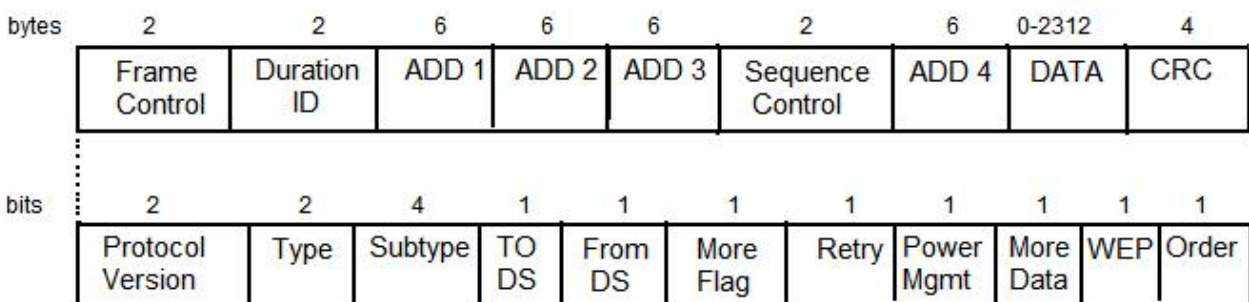 bytes 2 2 6 6 6 2 6 0-2312 4
Frame Duration ADD 1 ADD 2 ADD 3 Sequence ADD 4 DATA CRC
Control ID Control
bits 2 2 4 1 1 1 1 1 1 1 1
Protocol Type Subtype TO From More Retry Power More WEP Order
Version DS DS Flag Mgmt Data